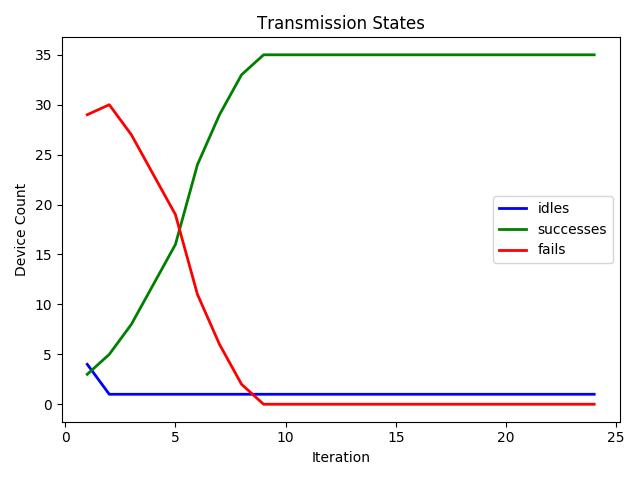 Transmission States
Device Count
35
30
25
20
15
10
5
0
idles
successes
fails
0 5 10 15 20 25
Iteration